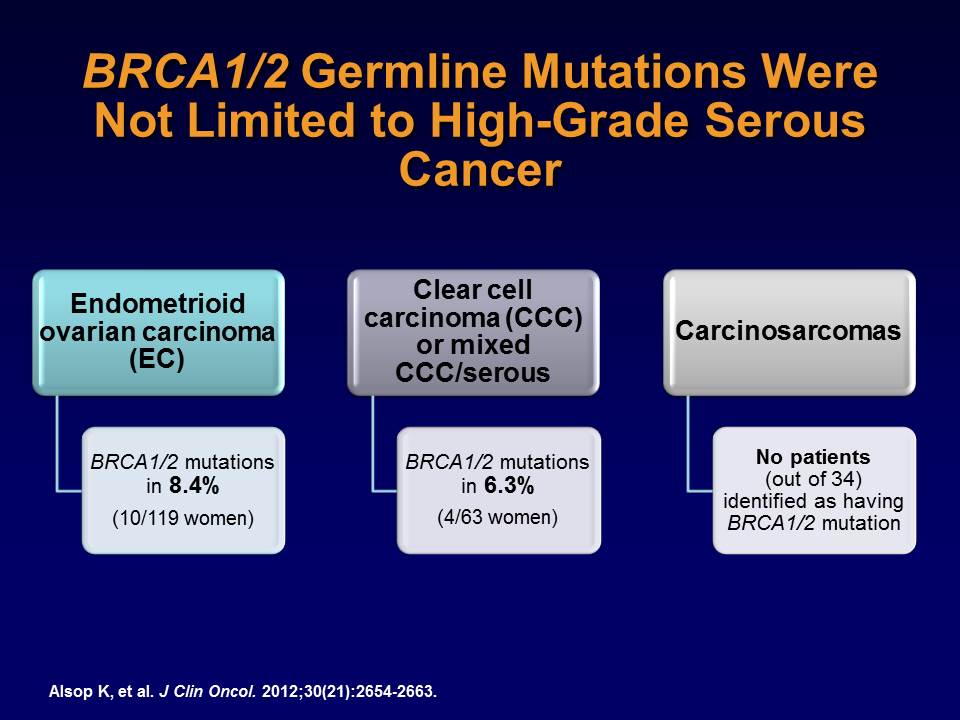 BRCA1/2 Germline Mutations Were
Not Limited to High-Grade Serous
Cancer
Endometrioid
ovarian carcinoma
(EC)
BRCA1/2 mutations
in 8.4%
(10/119 women)
Clear cell
carcinoma (CCC)
or mixed
CCC/serous
BRCA1/2 mutations
in 6.3%
(4/63 women)
Carcinosarcomas
No patients
(out of 34)
identified as having
BRCA1/2 mutation
Alsop K, et al. J Clin Oncol. 2012;30(21):2654-2663.